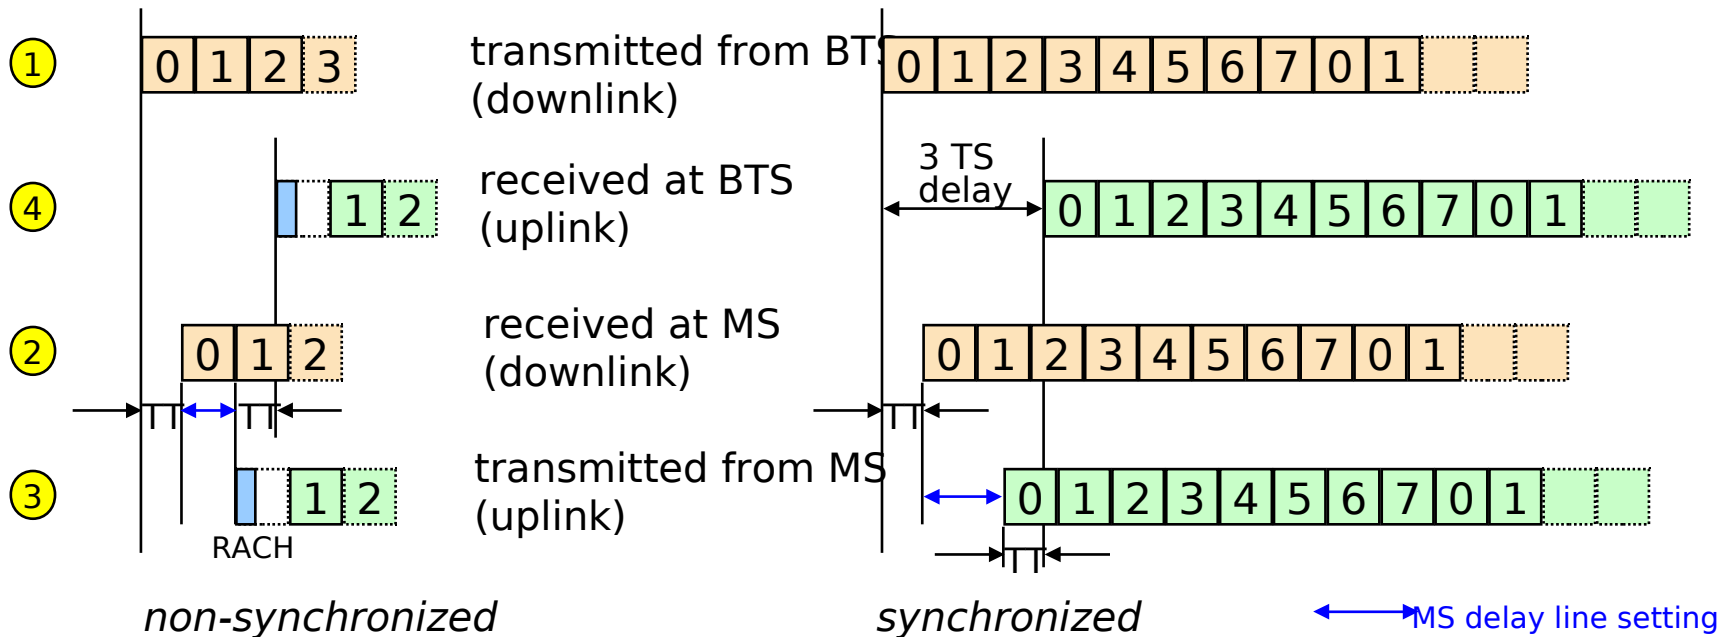 1 0 1 2 3 transmitted from BTS 0 1 2 3 4 5 6 7 0 1
(downlink)
3 TS
delay
4 1 2 received at BTS 0 1 2 3 4 5 6 7 0 1
(uplink)
2 0 1 2 received at MS 0 1 2 3 4 5 6 7 0 1
(downlink)
3 1 2 transmitted from MS 0 1 2 3 4 5 6 7 0 1
(uplink)
RACH
non-synchronized synchronized MS delay line setting